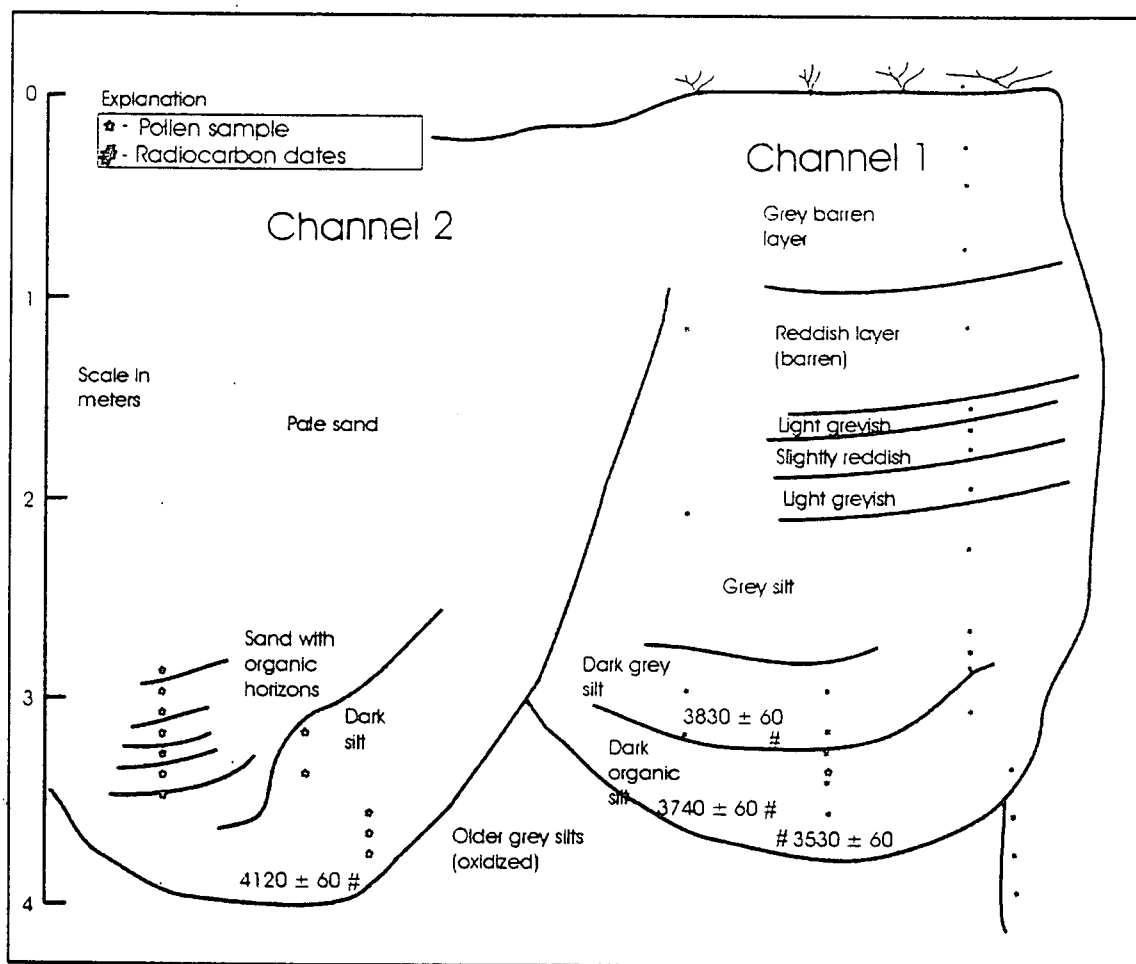 Explanation
☆ - Pollen sample
# - Radiocarbon dates
0
1
2
3
4
Scale in
meters
Channel 2
Pale sand
Sand with
organic
horizons
Dark
silt
4120 ± 60 #
Older grey silts
(oxidized)
Channel 1
Grey barren
layer
Reddish layer
(barren)
Light greyish
Slightly reddish
Light greyish
Grey silt
Dark grey
silt
3830 ± 60
#
Dark
organic
silt
3740 ± 60 #
# 3530 ± 60